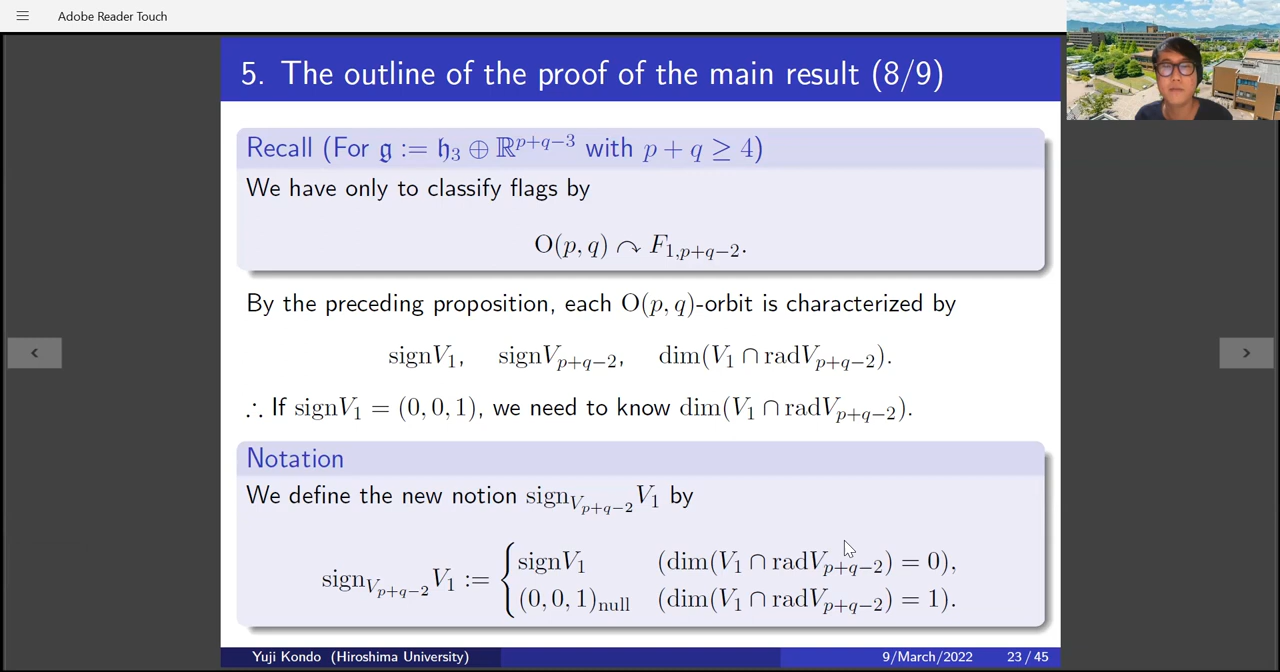 Adobe Reader Touch
5. The outline of the proof of the main result (8/9)
Recall (For 𝔤 := 𝔥₃ ⊕ ℝ^{p+q−3} with p + q ≥ 4)
We have only to classify flags by
O(p, q) ↷ F_{1,p+q−2}.
By the preceding proposition, each O(p, q)-orbit is characterized by
signV₁, signV_{p+q−2}, dim(V₁ ∩ radV_{p+q−2}).
∴ If signV₁ = (0, 0, 1), we need to know dim(V₁ ∩ radV_{p+q−2}).
Notation
We define the new notion sign_{V_{p+q−2}}V₁ by
sign_{V_{p+q−2}}V₁ := { signV₁ (dim(V₁ ∩ radV_{p+q−2}) = 0),
(0, 0, 1)_{null} (dim(V₁ ∩ radV_{p+q−2}) = 1).
Yuji Kondo (Hiroshima University) 9/March/2022 23 / 45